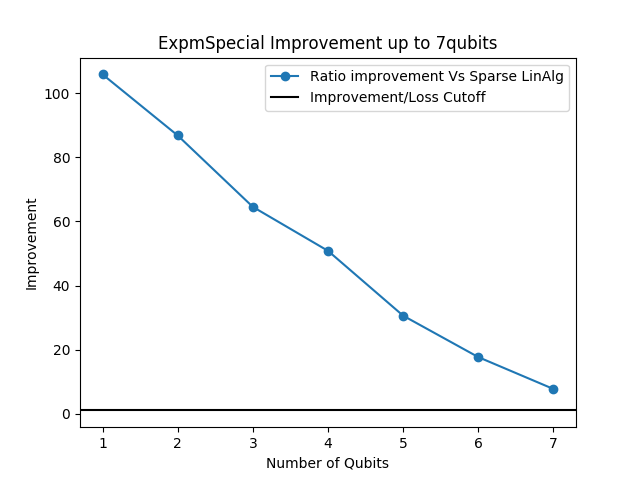 ExpmSpecial Improvement up to 7qubits
Ratio improvement Vs Sparse LinAlg
Improvement/Loss Cutoff
Improvement
100
80
60
40
20
0
1 2 3 4 5 6 7
Number of Qubits